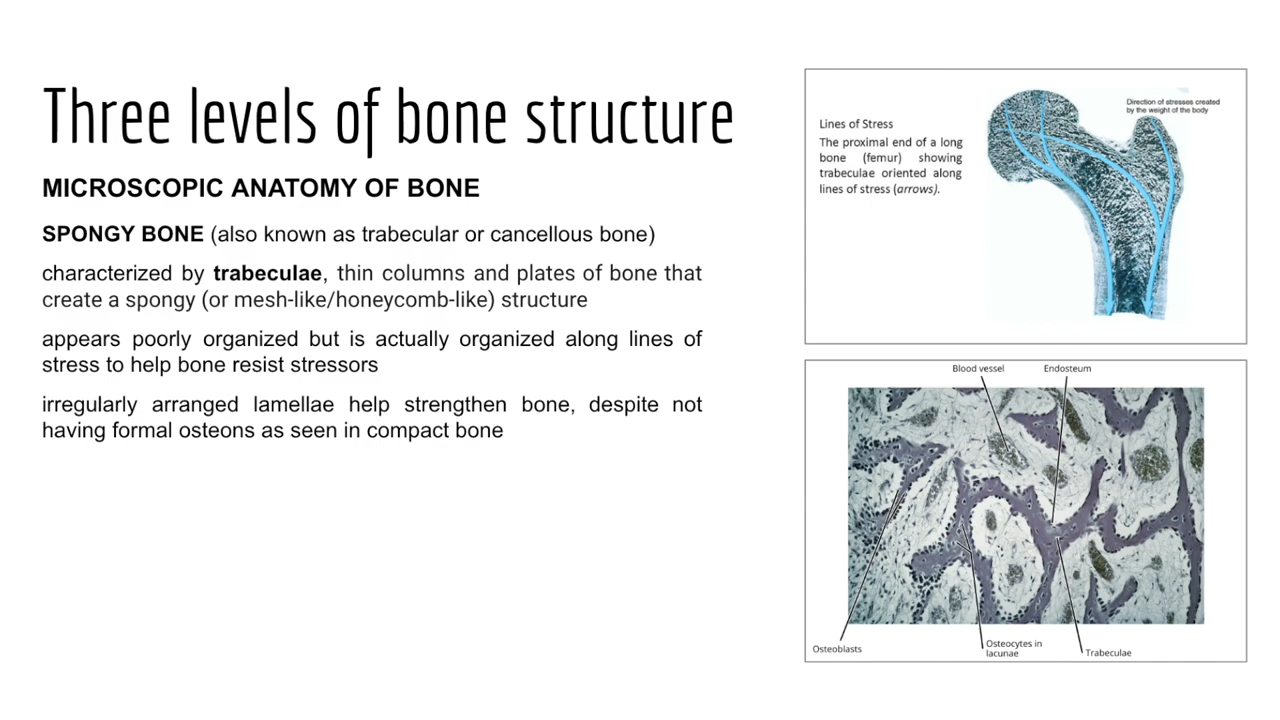 Three levels of bone structure
MICROSCOPIC ANATOMY OF BONE
SPONGY BONE (also known as trabecular or cancellous bone)
characterized by trabeculae, thin columns and plates of bone that
create a spongy (or mesh-like/honeycomb-like) structure
appears poorly organized but is actually organized along lines of
stress to help bone resist stressors
irregularly arranged lamellae help strengthen bone, despite not
having formal osteons as seen in compact bone
Lines of Stress
The proximal end of a long
bone (femur) showing
trabeculae oriented along
lines of stress (arrows).
Direction of stresses created
by the weight of the body
Blood vessel
Endosteum
Osteoblasts
Osteocytes in
lacunae
Trabeculae